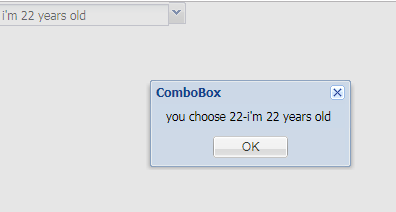 i'm 22 years old
ComboBox
you choose 22-i'm 22 years old
OK